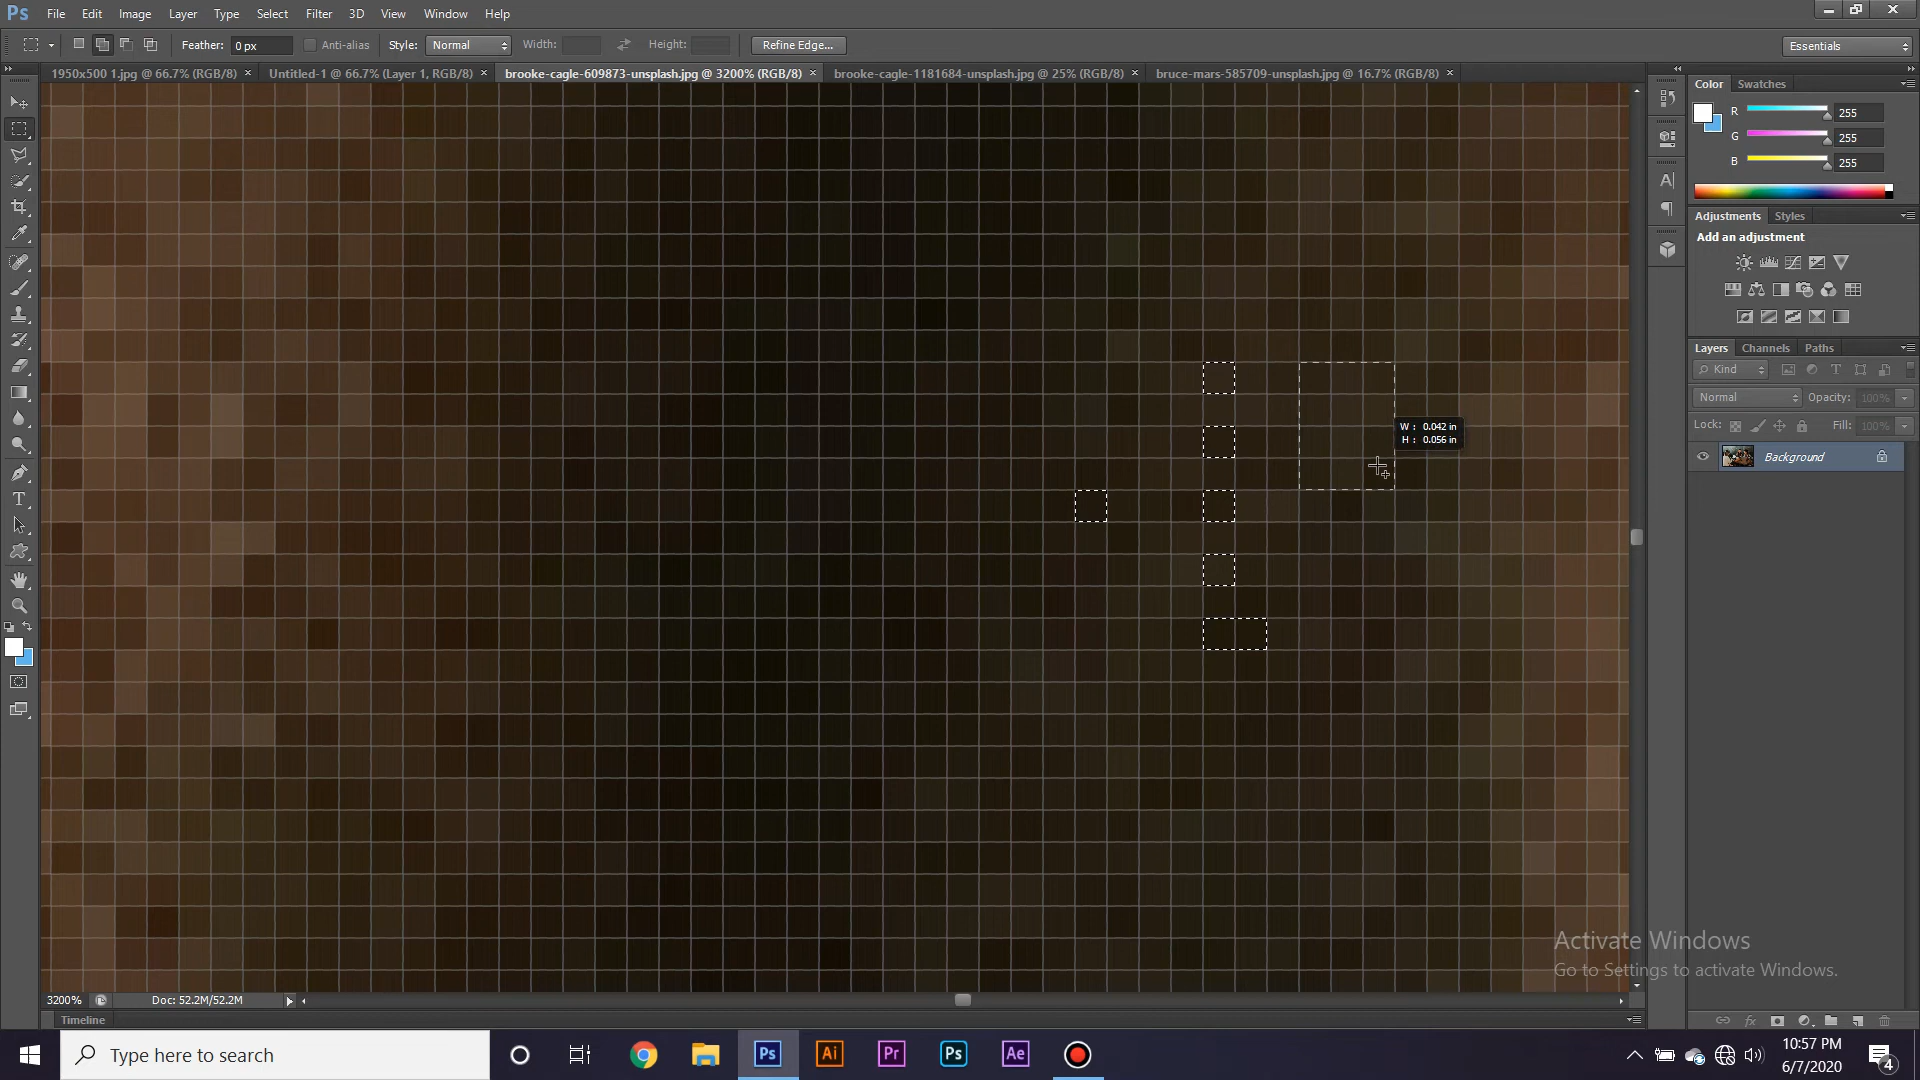 Ps File Edit Image Layer Type Select Filter 3D View Window Help
Feather: 0 px Anti-alias Style: Normal Width: Height: Refine Edge... Essentials
1950x500 1.jpg @ 66.7% (RGB/8) × Untitled-1 @ 66.7% (Layer 1, RGB/8) × brooke-cagle-609873-unsplash.jpg @ 3200% (RGB/8) × brooke-cagle-1181684-unsplash.jpg @ 25% (RGB/8) × bruce-mars-585709-unsplash.jpg @ 16.7% (RGB/8) ×
Color Swatches
R 255
G 255
B 255
Adjustments Styles
Add an adjustment
Layers Channels Paths
Kind
Normal Opacity: 100%
Lock: Fill: 100%
Background
W : 0.042 in
H : 0.056 in
Activate Windows
Go to Settings to activate Windows.
3200% Doc: 52.2M/52.2M
Timeline
Type here to search
Ps Ai Pr Ps Ae
10:57 PM
6/7/2020
4